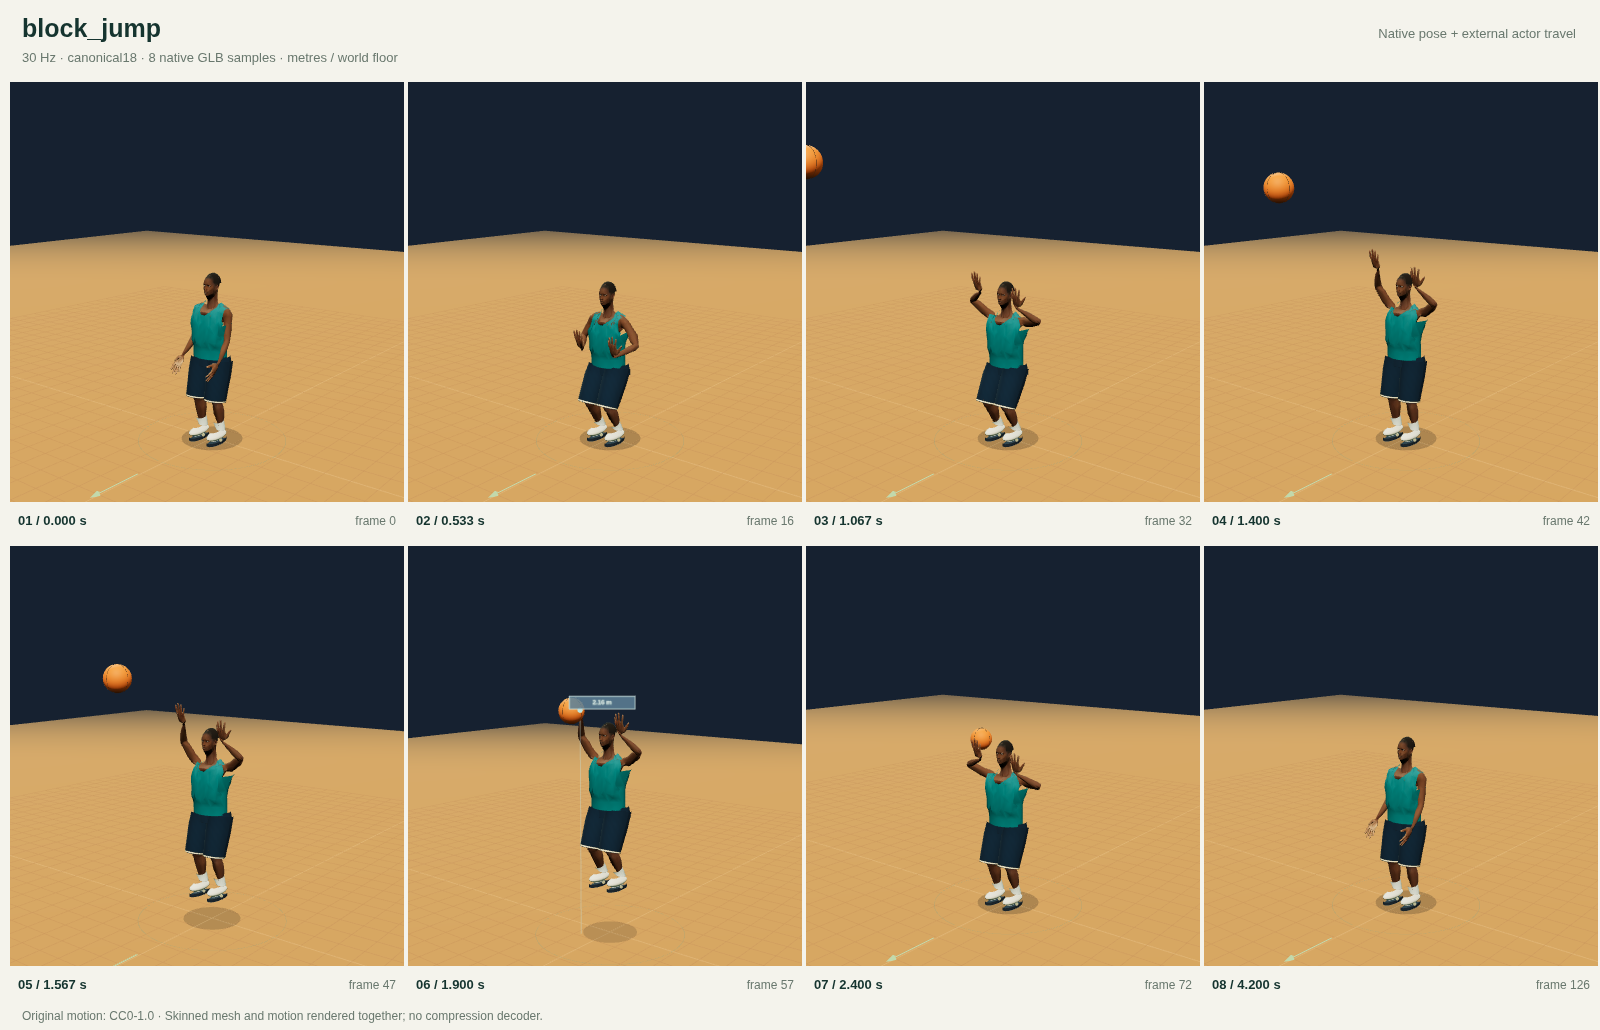 block_jump
Native pose + external actor travel
30 Hz · canonical18 · 8 native GLB samples · metres / world floor
01 / 0.000 s frame 0
02 / 0.533 s frame 16
03 / 1.067 s frame 32
04 / 1.400 s frame 42
05 / 1.567 s frame 47
06 / 1.900 s frame 57
07 / 2.400 s frame 72
08 / 4.200 s frame 126
Original motion: CC0-1.0 · Skinned mesh and motion rendered together; no compression decoder.